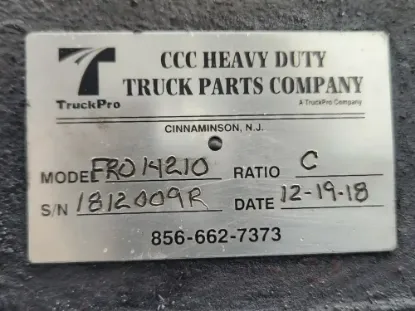 CCC HEAVY DUTY
TRUCK PARTS COMPANY
TruckPro
A TruckPro Company
CINNAMINSON, N.J.
MODEL FRO14210 RATIO C
S/N 1812009R DATE 12-19-18
856-662-7373